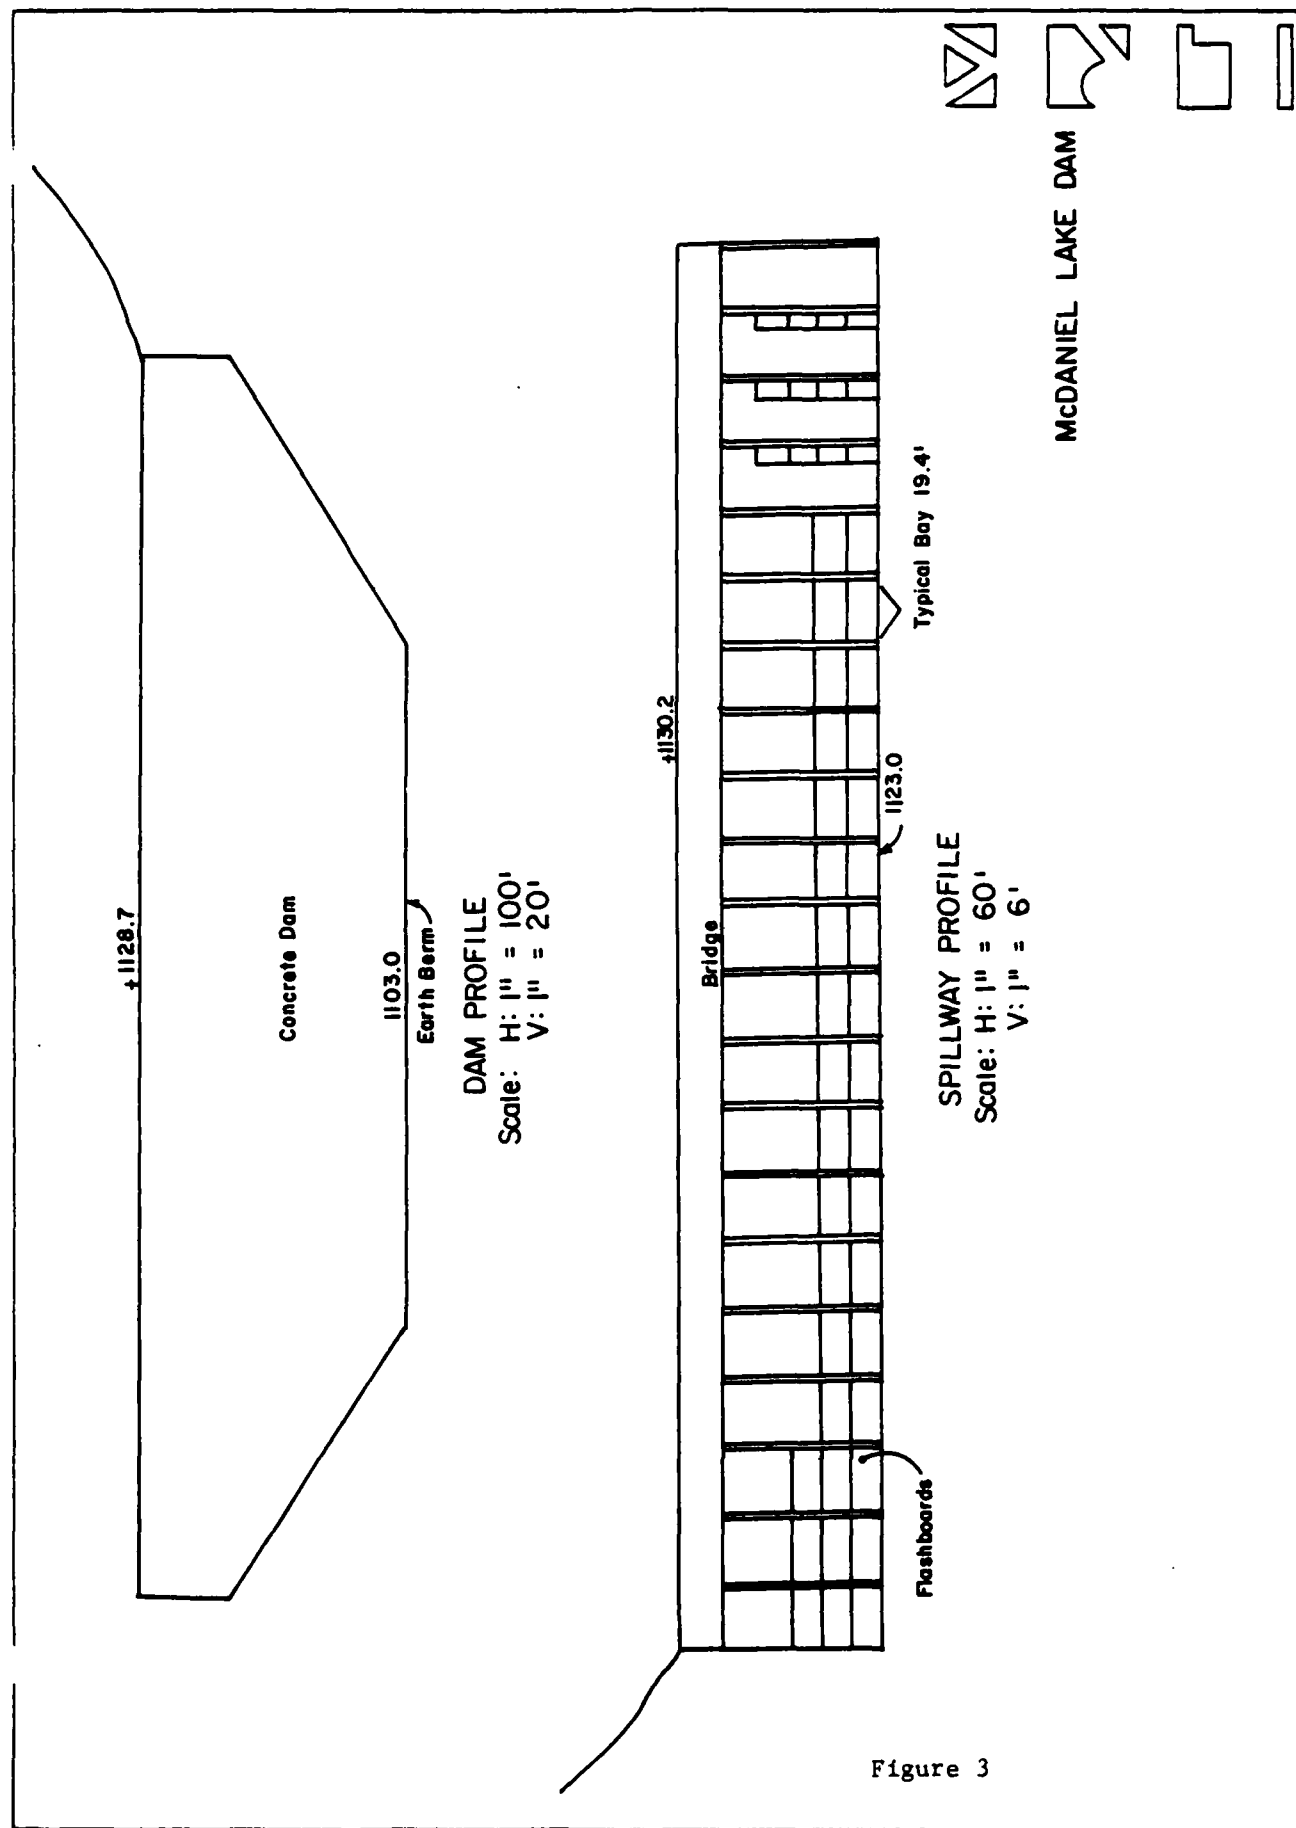 +1128.7
Concrete Dam
1103.0
Earth Berm
DAM PROFILE
Scale: H: 1" = 100'
V: 1" = 20'
+1130.2
Bridge
1123.0
Typical Bay 19.4'
Flashboards
SPILLWAY PROFILE
Scale: H: 1" = 60'
V: 1" = 6'
McDANIEL LAKE DAM
Figure 3